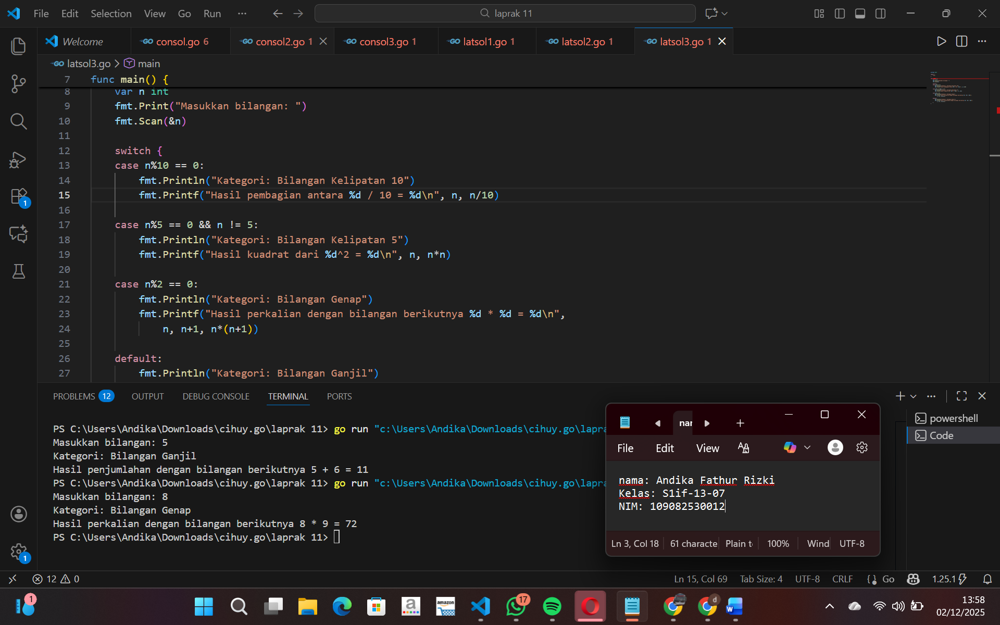 File Edit Selection View Go Run ··· laprak 11
Welcome consol.go 6 consol2.go 1 consol3.go 1 latsol1.go 1 latsol2.go 1 latsol3.go 1
latsol3.go > main
7 func main() {
8 var n int
9 fmt.Print("Masukkan bilangan: ")
10 fmt.Scan(&n)
11
12 switch {
13 case n%10 == 0:
14 fmt.Println("Kategori: Bilangan Kelipatan 10")
15 fmt.Printf("Hasil pembagian antara %d / 10 = %d\n", n, n/10)
16
17 case n%5 == 0 && n != 5:
18 fmt.Println("Kategori: Bilangan Kelipatan 5")
19 fmt.Printf("Hasil kuadrat dari %d^2 = %d\n", n, n*n)
20
21 case n%2 == 0:
22 fmt.Println("Kategori: Bilangan Genap")
23 fmt.Printf("Hasil perkalian dengan bilangan berikutnya %d * %d = %d\n",
24 n, n+1, n*(n+1))
25
26 default:
27 fmt.Println("Kategori: Bilangan Ganjil")
PROBLEMS 12 OUTPUT DEBUG CONSOLE TERMINAL PORTS
PS C:\Users\Andika\Downloads\cihuy.go\laprak 11> go run "c:\Users\Andika\Downloads\cihuy.go\lapra
Masukkan bilangan: 5
Kategori: Bilangan Ganjil
Hasil penjumlahan dengan bilangan berikutnya 5 + 6 = 11
PS C:\Users\Andika\Downloads\cihuy.go\laprak 11> go run "c:\Users\Andika\Downloads\cihuy.go\lapra
Masukkan bilangan: 8
Kategori: Bilangan Genap
Hasil perkalian dengan bilangan berikutnya 8 * 9 = 72
PS C:\Users\Andika\Downloads\cihuy.go\laprak 11>
powershell
Code
nar
File Edit View
nama: Andika Fathur Rizki
Kelas: S1if-13-07
NIM: 109082530012
Ln 3, Col 18 61 characte Plain t 100% Wind UTF-8
1
1
12 0 Ln 15, Col 69 Tab Size: 4 UTF-8 CRLF {} Go 1.25.1
1 a amazon 17 d W
13:58
02/12/2025